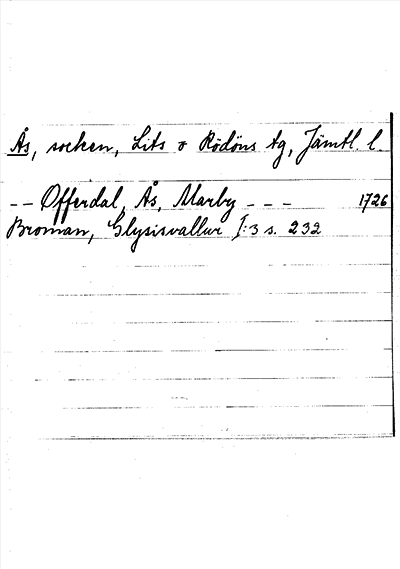 Ås, socken, Lits o Rödöns tg, Jämtl. l.
-- Offerdal, Ås, Marby --- 1726
Broman, Glysisvallur I:3 s. 232